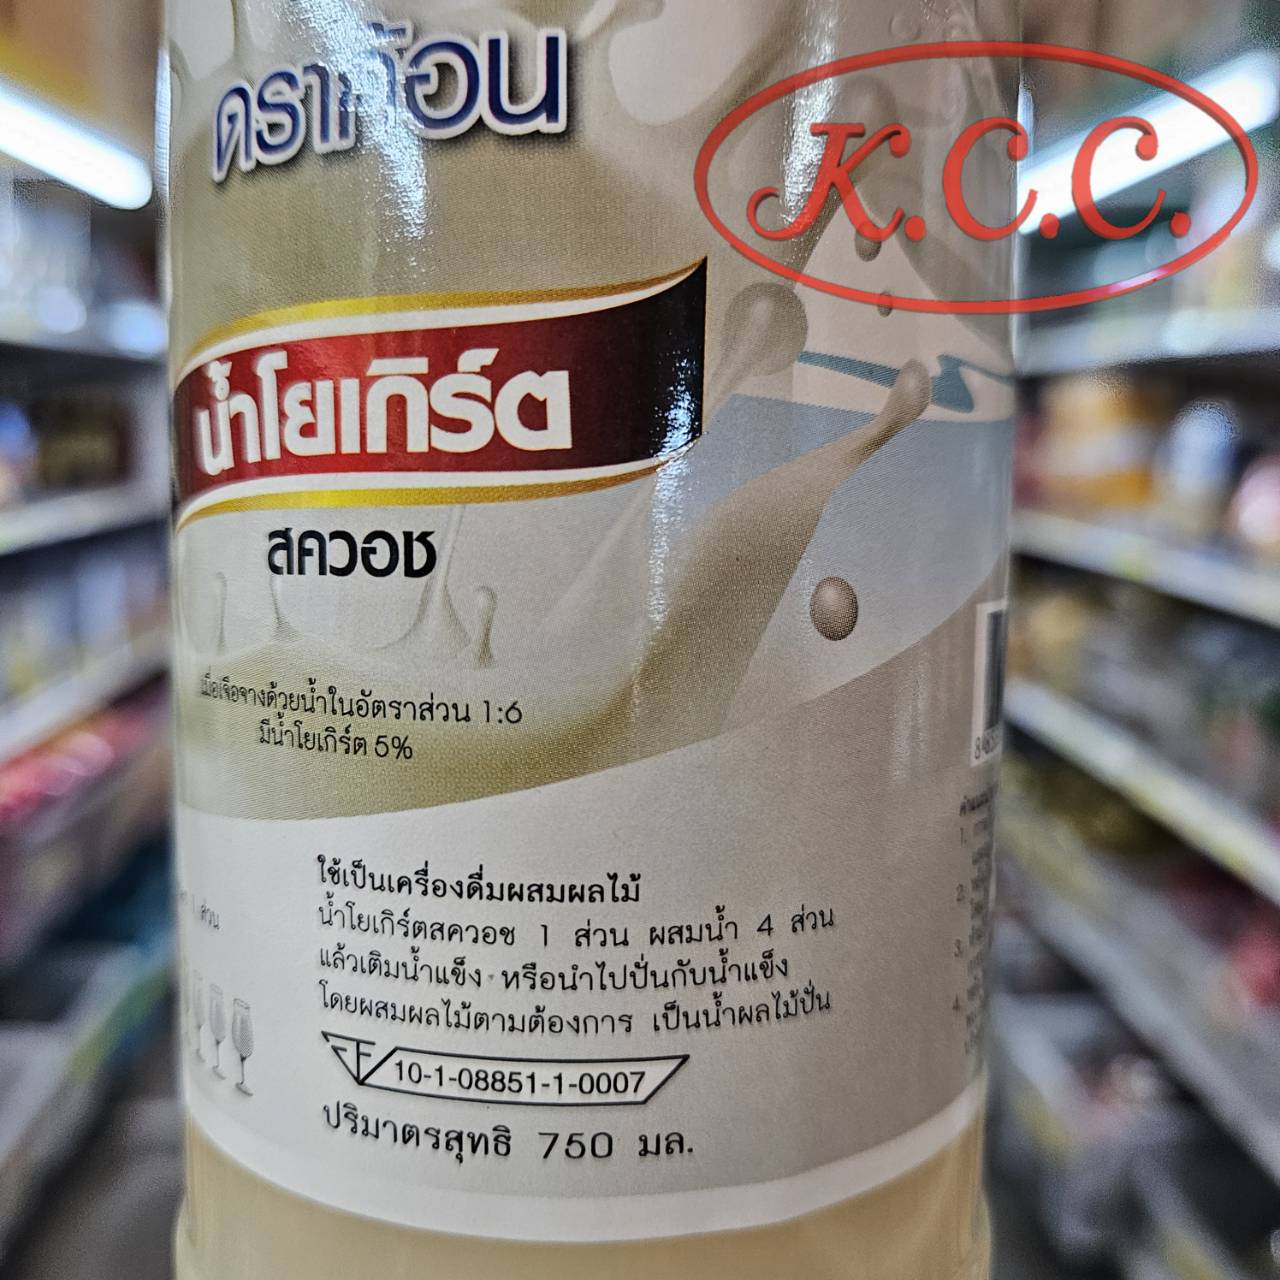 K.C.C.
น้ำโยเกิร์ต
สควอช
เมื่อเจือจางด้วยน้ำในอัตราส่วน 1:6
มีน้ำโยเกิร์ต 5%
ใช้เป็นเครื่องดื่มผสมผลไม้
น้ำโยเกิร์ตสควอช 1 ส่วน ผสมน้ำ 4 ส่วน
แล้วเติมน้ำแข็ง หรือนำไปปั่นกับน้ำแข็ง
โดยผสมผลไม้ตามต้องการ เป็นน้ำผลไม้ปั่น
10-1-08851-1-0007
ปริมาตรสุทธิ 750 มล.